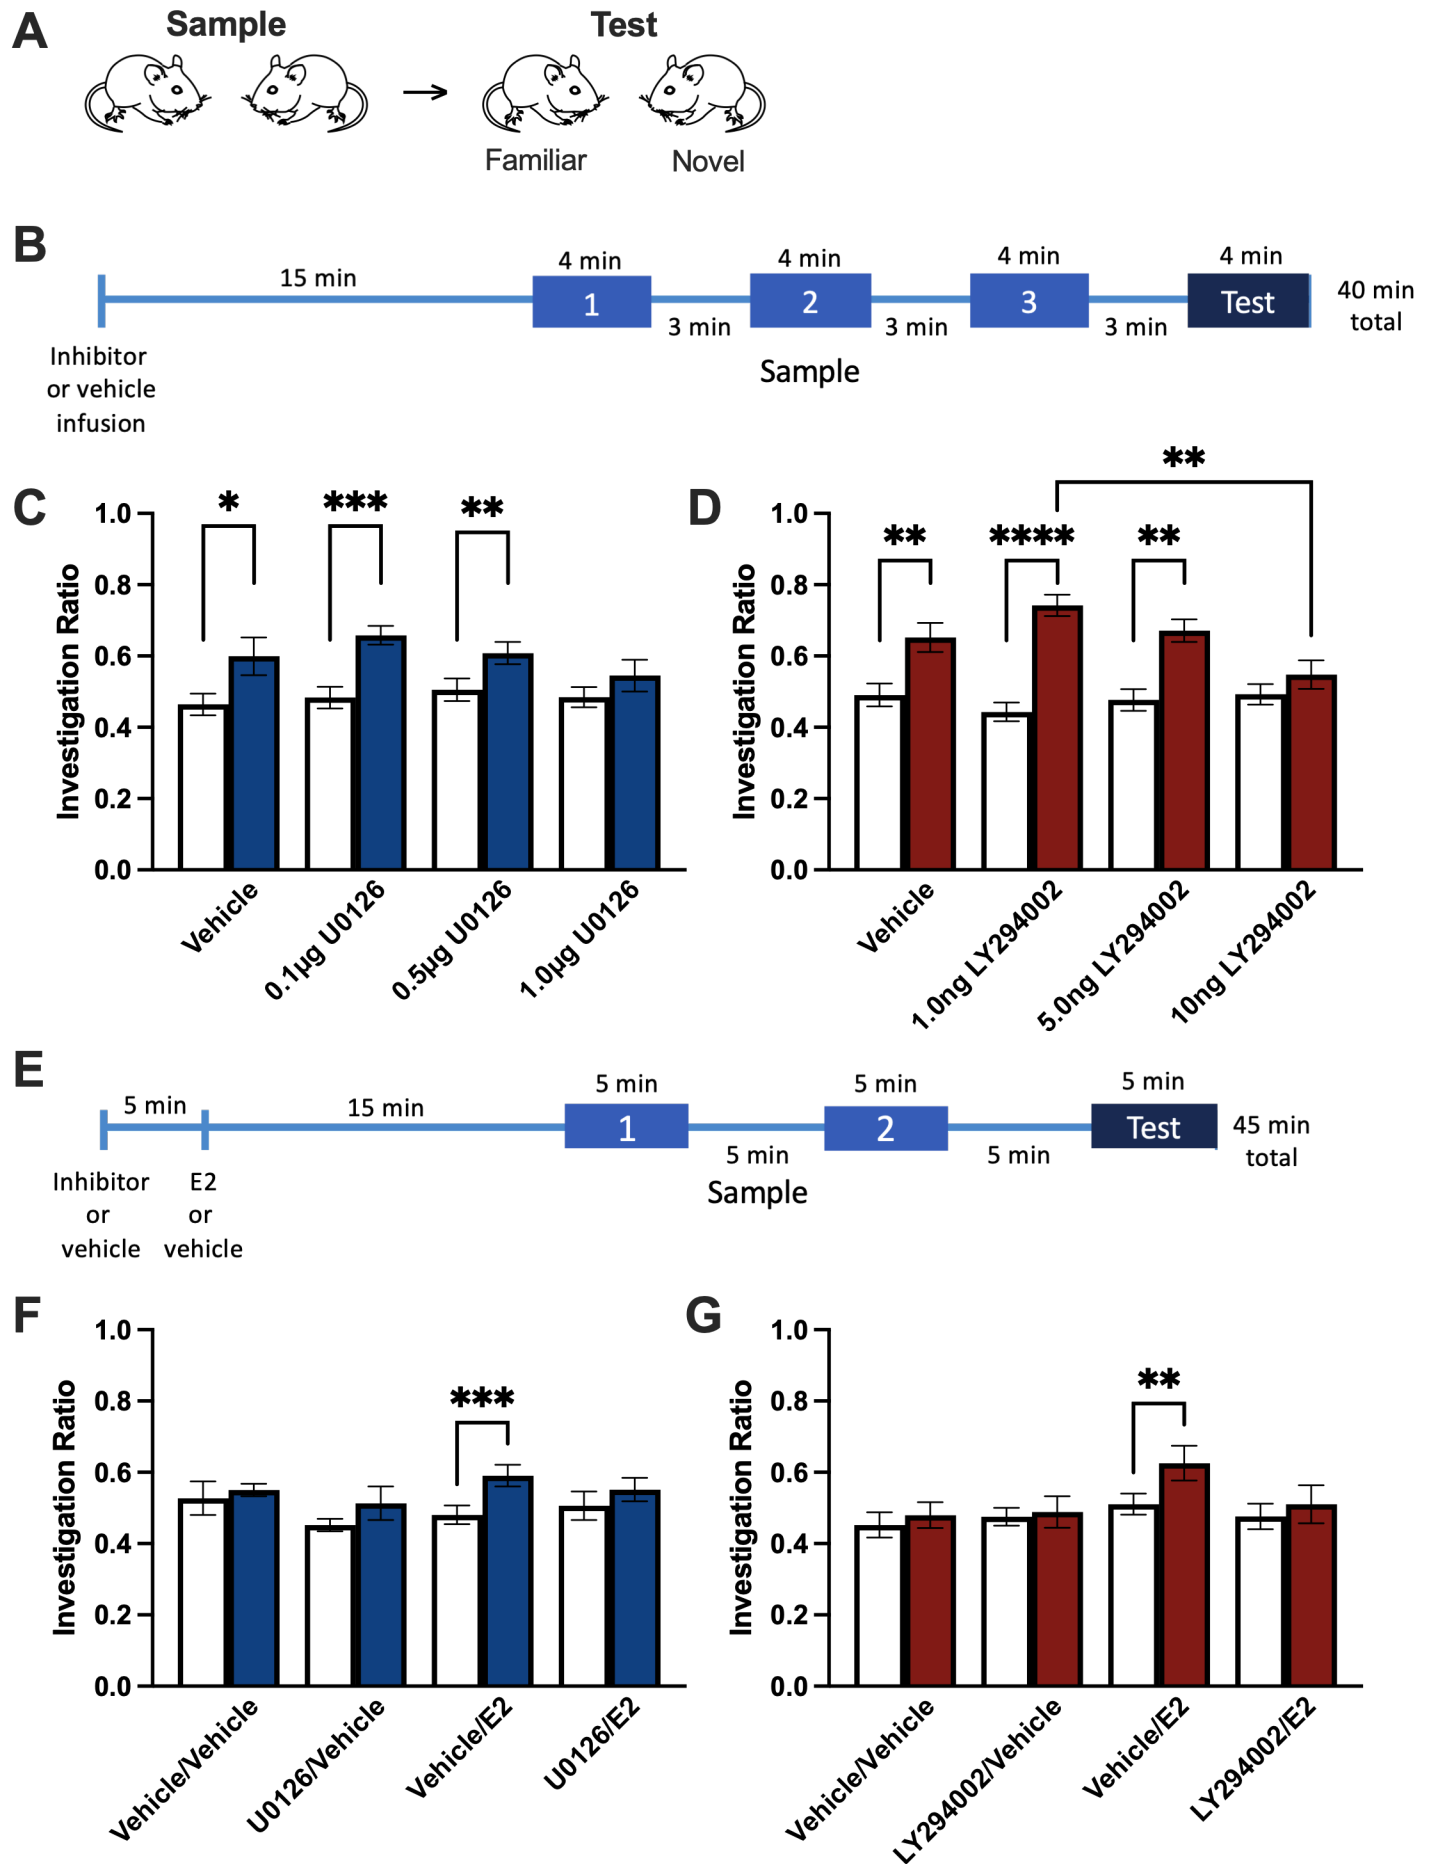 A
Sample
Test
Familiar
Novel
B
15 min
4 min
4 min
4 min
4 min
1
2
3
Test
3 min
3 min
3 min
40 min
total
Inhibitor
or vehicle
infusion
Sample
C
Investigation Ratio
1.0
0.8
0.6
0.4
0.2
0.0
*
***
**
Vehicle
0.1µg U0126
0.5µg U0126
1.0µg U0126
D
Investigation Ratio
1.0
0.8
0.6
0.4
0.2
0.0
**
**
****
**
Vehicle
1.0ng LY294002
5.0ng LY294002
10ng LY294002
E
5 min
15 min
5 min
5 min
5 min
1
2
Test
5 min
5 min
45 min
total
Inhibitor
or
vehicle
E2
or
vehicle
Sample
F
Investigation Ratio
1.0
0.8
0.6
0.4
0.2
0.0
***
Vehicle/Vehicle
U0126/Vehicle
Vehicle/E2
U0126/E2
G
Investigation Ratio
1.0
0.8
0.6
0.4
0.2
0.0
**
Vehicle/Vehicle
LY294002/Vehicle
Vehicle/E2
LY294002/E2